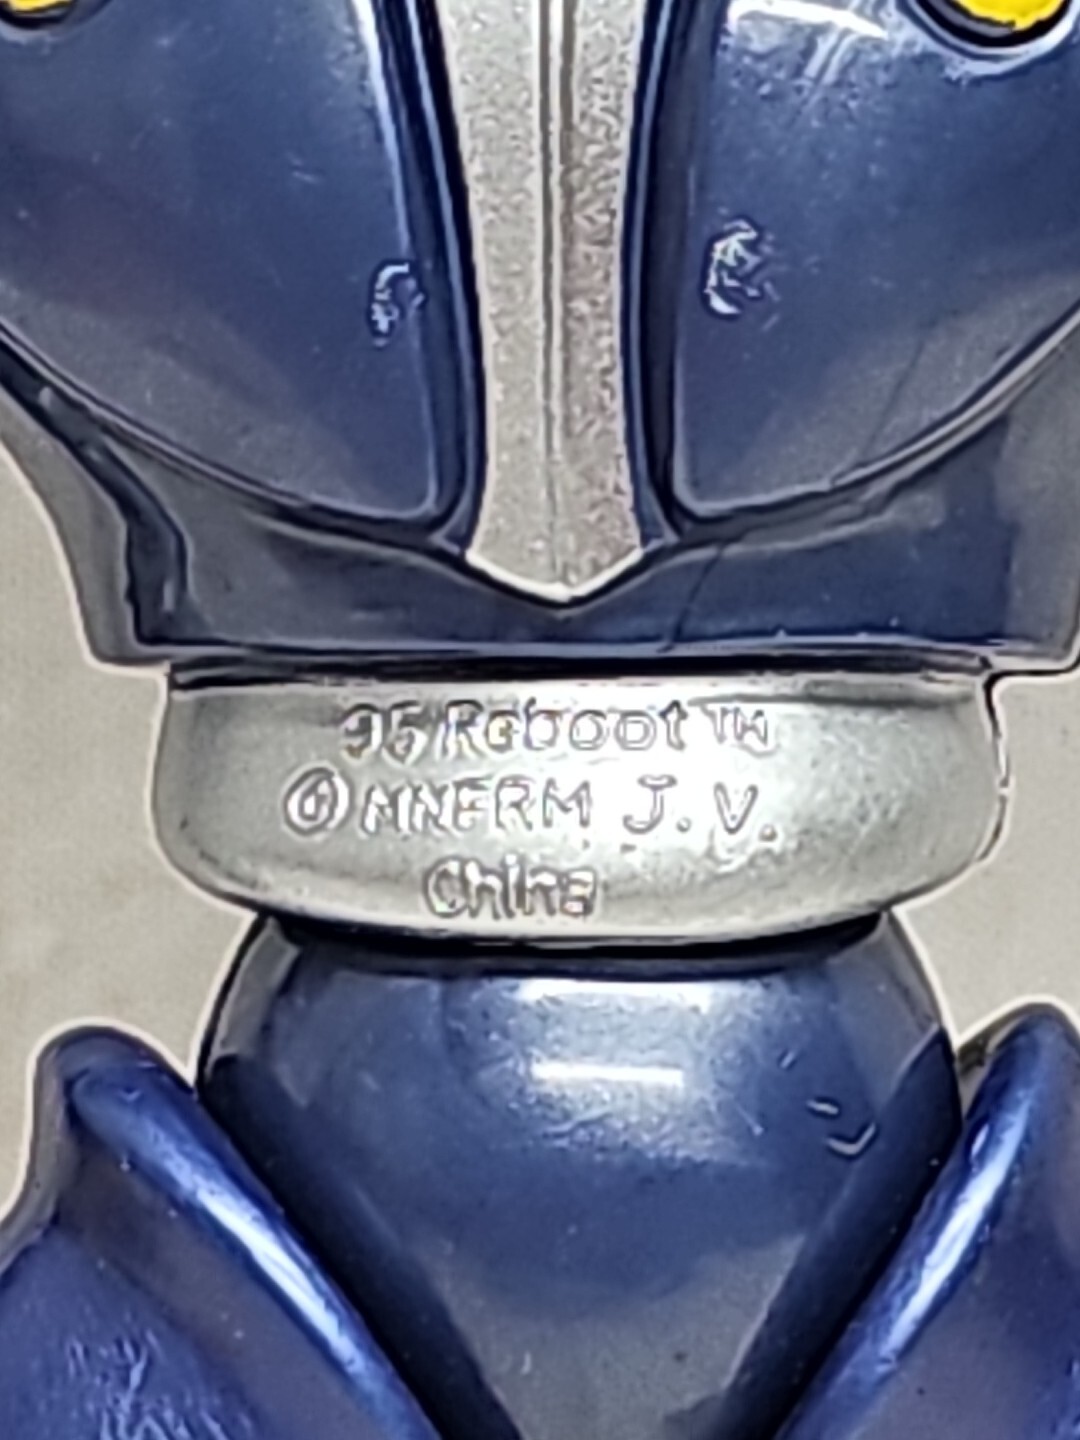 95 Reboot ™
© MNFRM J.V.
China